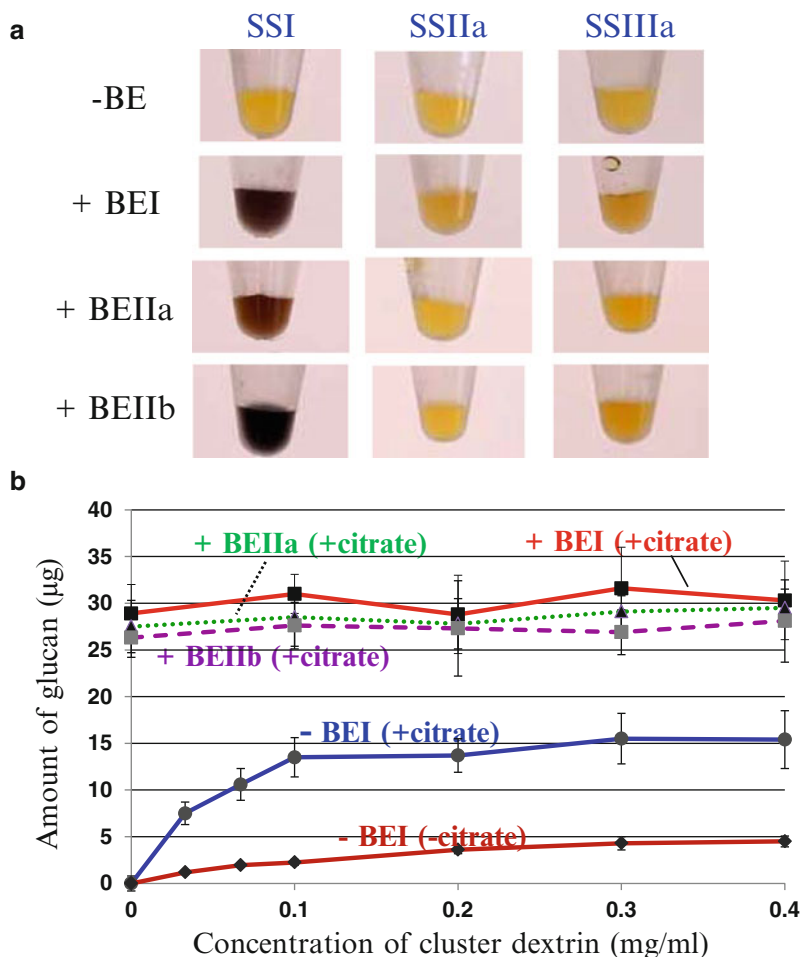 a
SSI SSIIa SSIIIa
-BE
+ BEI
+ BEIIa
+ BEIIb
b
40
35
30
25
20
15
10
5
0
Amount of glucan (µg)
+ BEIIa (+citrate)
+ BEI (+citrate)
+ BEIIb (+citrate)
- BEI (+citrate)
- BEI (-citrate)
0 0.1 0.2 0.3 0.4
Concentration of cluster dextrin (mg/ml)